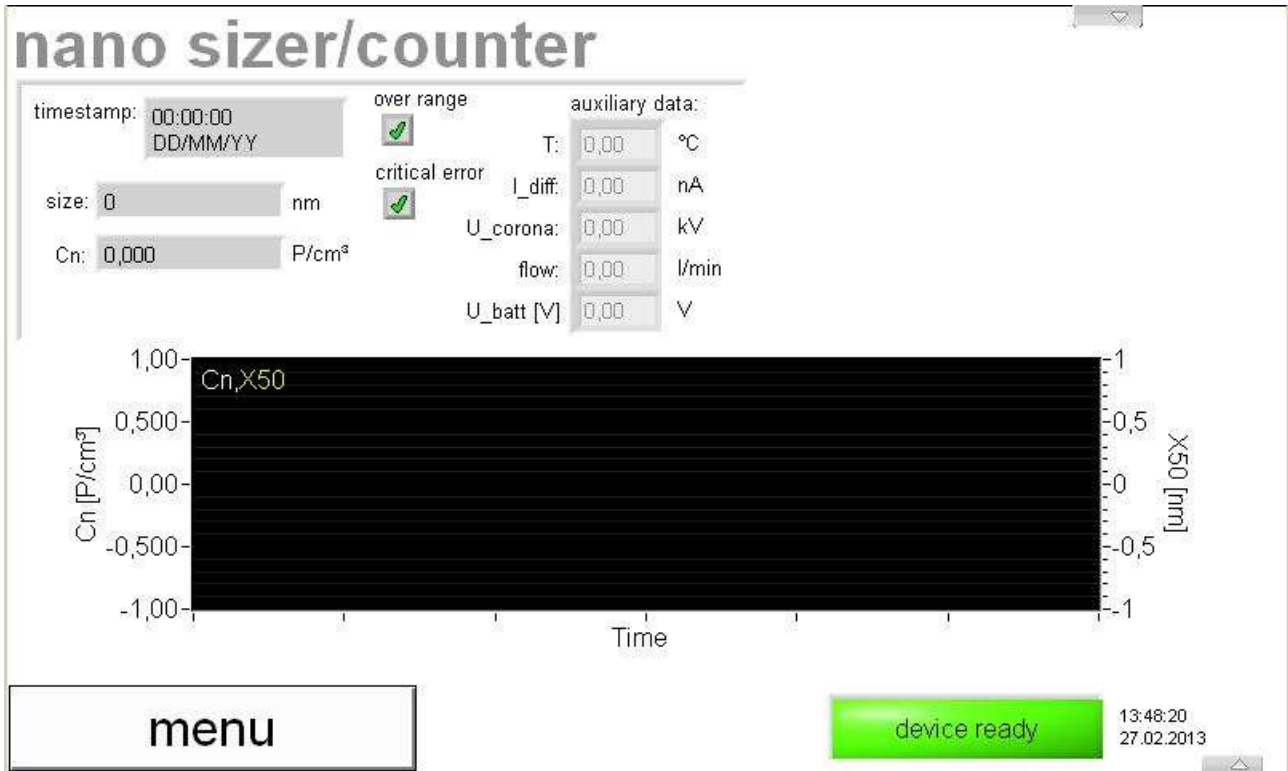 nano sizer/counter
timestamp: 00:00:00
DD/MM/YY
size: 0 nm
Cn: 0,000 P/cm³
over range
critical error
auxiliary data:
T: 0,00 °C
I_diff: 0,00 nA
U_corona: 0,00 kV
flow: 0,00 l/min
U_batt [V] 0,00 V
Cn,X50
Cn [P/cm³]
1,00
0,500
0,00
-0,500
-1,00
1
0,5
0
-0,5
-1
X50 [nm]
Time
menu
device ready
13:48:20
27.02.2013